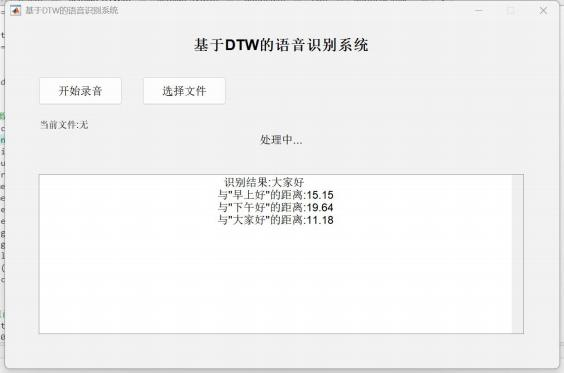 基于DTW的语音识别系统
基于DTW的语音识别系统
开始录音
选择文件
当前文件:无
处理中...
识别结果:大家好
与"早上好"的距离:15.15
与"下午好"的距离:19.64
与"大家好"的距离:11.18